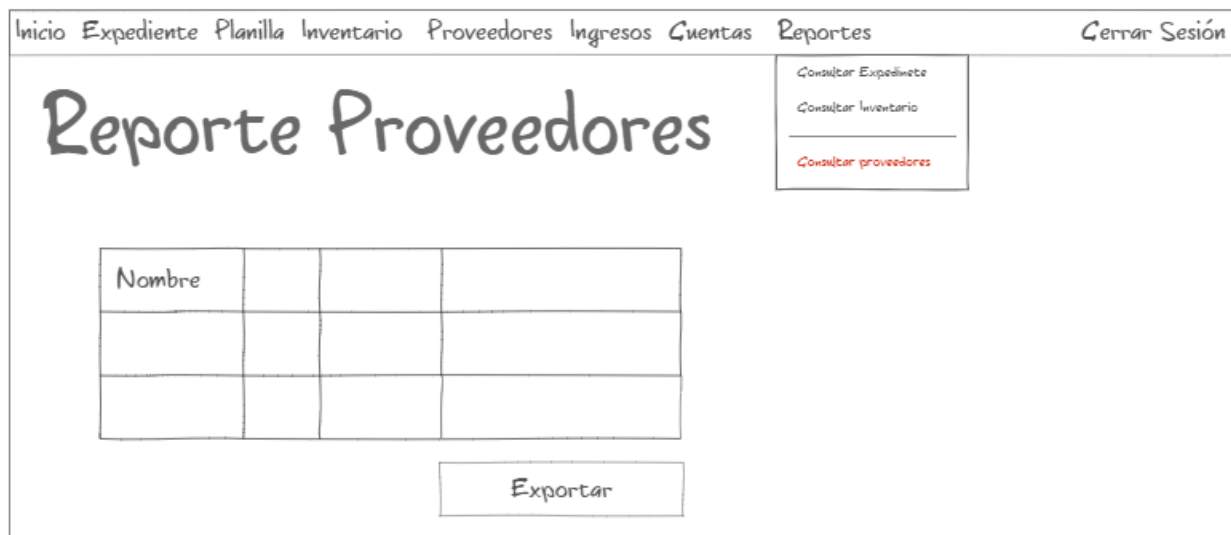 Inicio Expediente Planilla Inventario Proveedores Ingresos Cuentas Reportes Cerrar Sesión
Consultar Expedinete
Consultar Inventario
Consultar proveedores
Reporte Proveedores
Nombre
Exportar